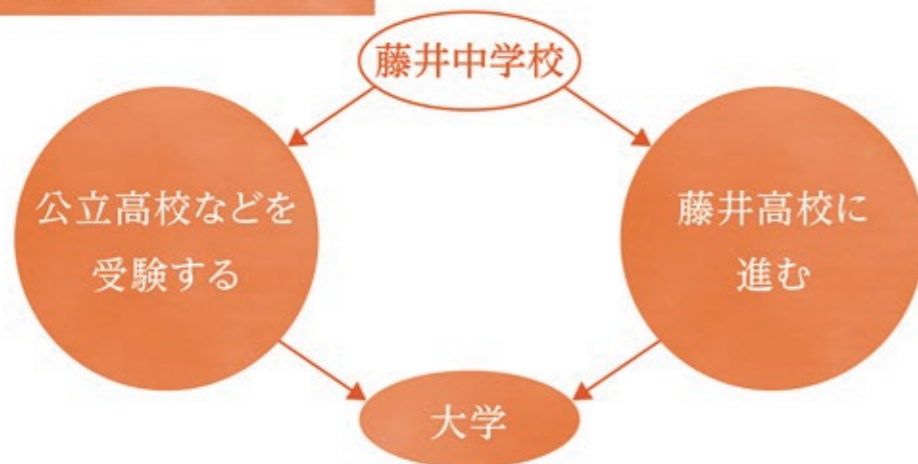 藤井中学校
公立高校などを
受験する
藤井高校に
進む
大学